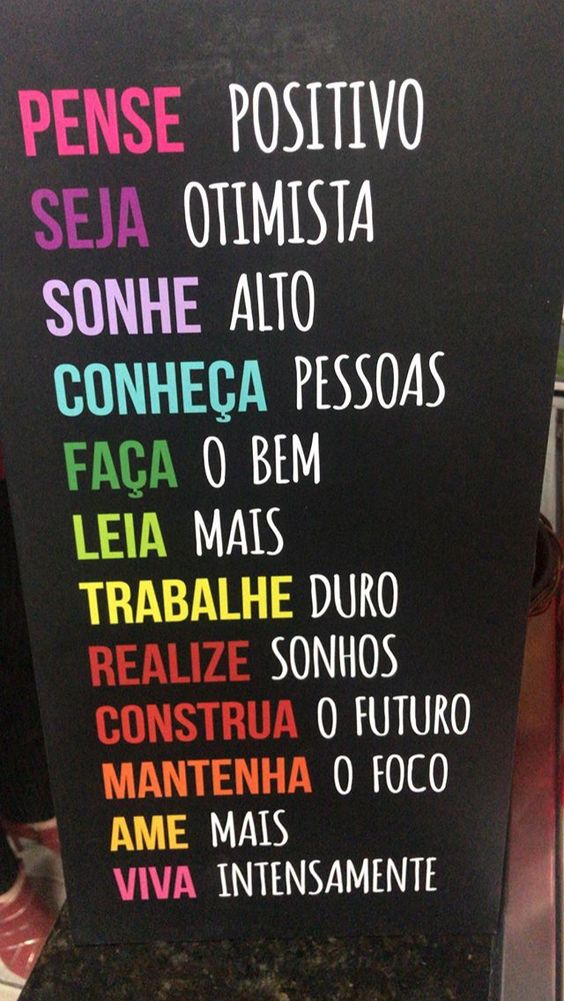 PENSE POSITIVO
SEJA OTIMISTA
SONHE ALTO
CONHEÇA PESSOAS
FAÇA O BEM
LEIA MAIS
TRABALHE DURO
REALIZE SONHOS
CONSTRUA O FUTURO
MANTENHA O FOCO
AME MAIS
VIVA INTENSAMENTE